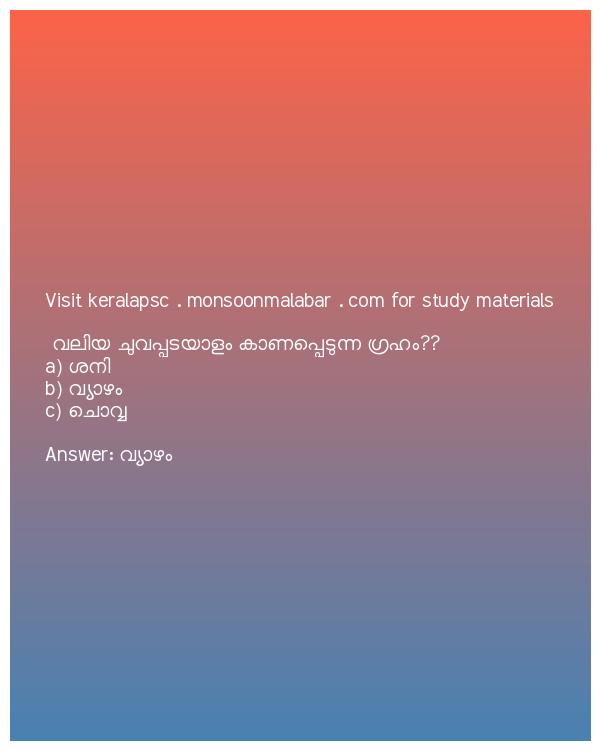 Visit keralapsc . monsoonmalabar . com for study materials
വലിയ ചുവപ്പടയാളം കാണപ്പെടുന്ന ഗ്രഹം??
a) ശനി
b) വ്യാഴം
c) ചൊവ്വ
Answer: വ്യാഴം